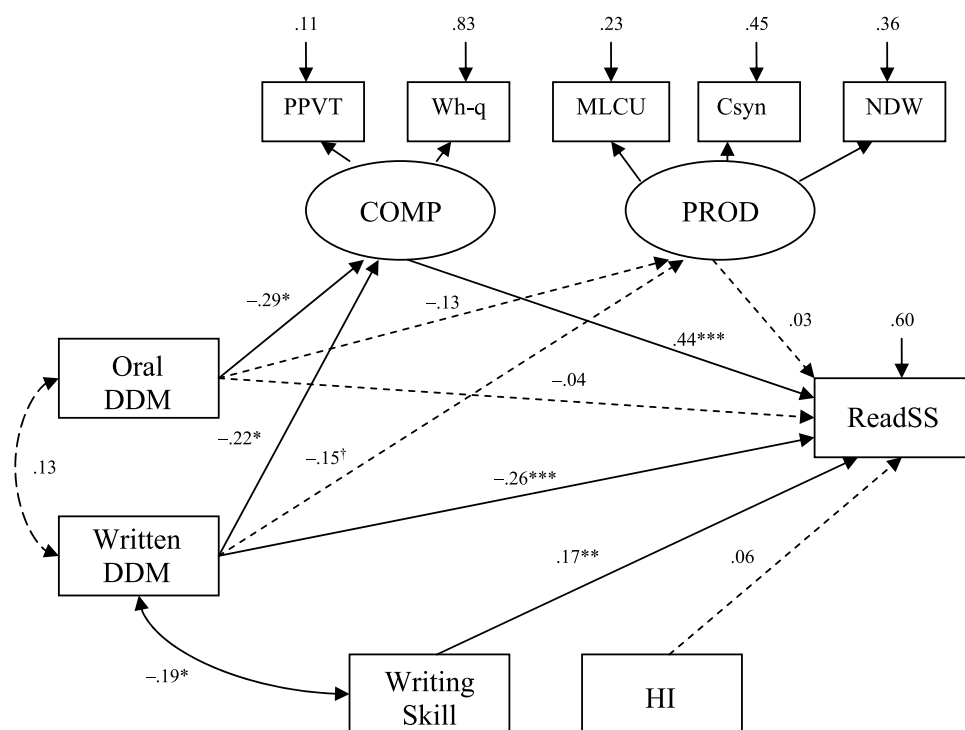 .11 .83 .23 .45 .36
PPVT Wh-q MLCU Csyn NDW
COMP PROD
–.29* –.13 .03 .60
.44***
Oral
DDM
–.04
ReadSS
–.22*
.13
–.15†
–.26***
Written
DDM
.17** .06
–.19*
Writing
Skill
HI